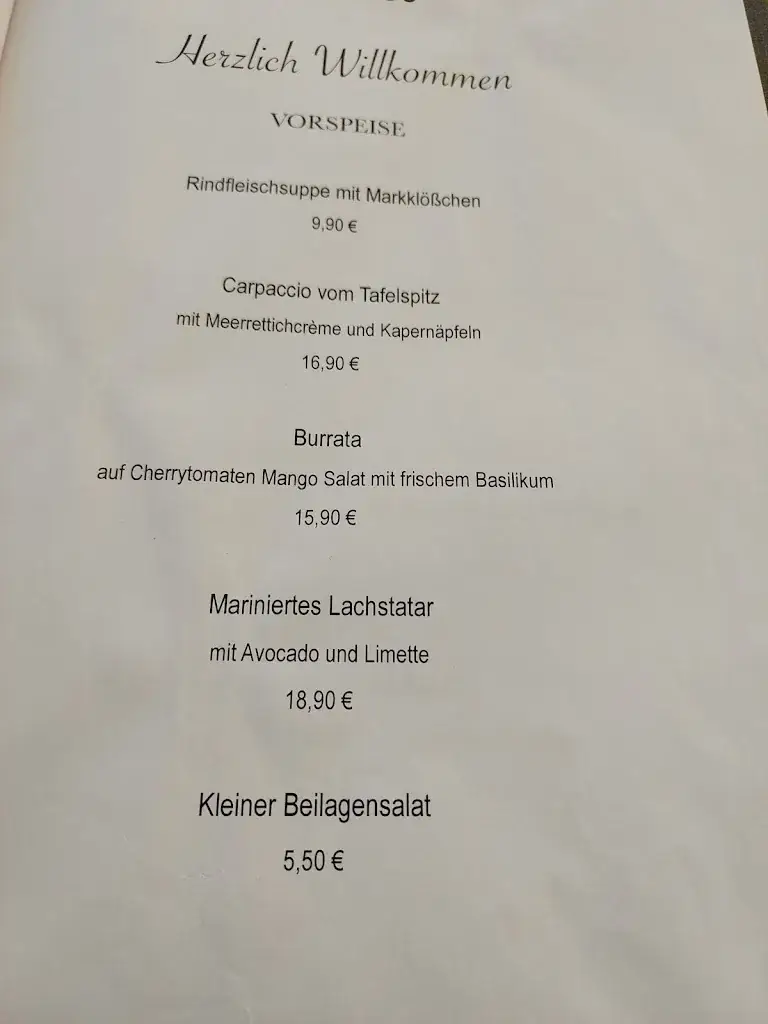 Herzlich Willkommen
VORSPEISE
Rindfleischsuppe mit Markklößchen
9,90 €
Carpaccio vom Tafelspitz
mit Meerrettichcrème und Kapernäpfeln
16,90 €
Burrata
auf Cherrytomaten Mango Salat mit frischem Basilikum
15,90 €
Mariniertes Lachstatar
mit Avocado und Limette
18,90 €
Kleiner Beilagensalat
5,50 €